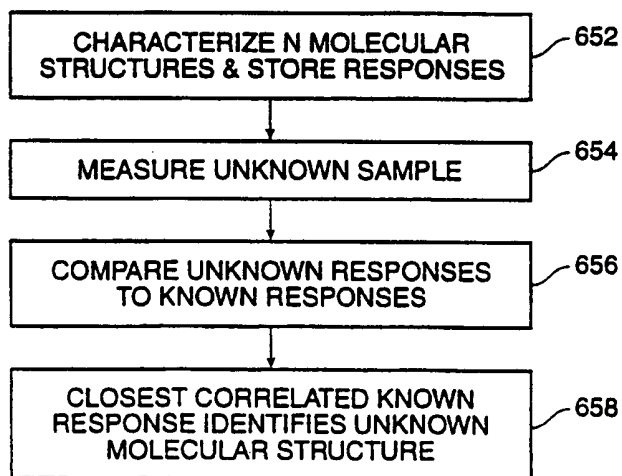 CHARACTERIZE N MOLECULAR
STRUCTURES & STORE RESPONSES
652
MEASURE UNKNOWN SAMPLE
654
COMPARE UNKNOWN RESPONSES
TO KNOWN RESPONSES
656
CLOSEST CORRELATED KNOWN
RESPONSE IDENTIFIES UNKNOWN
MOLECULAR STRUCTURE
658